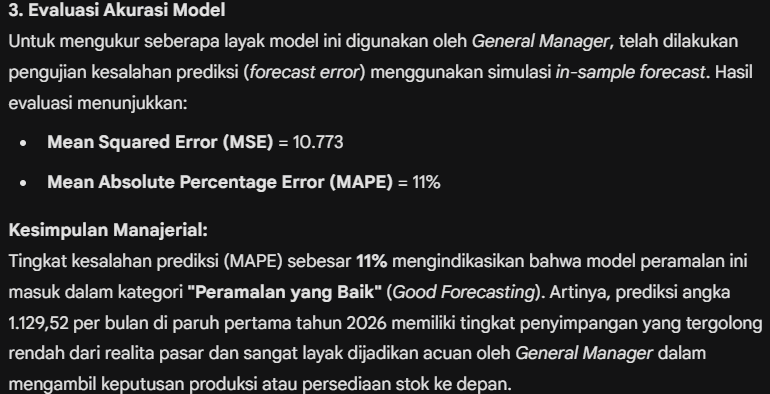 3. Evaluasi Akurasi Model
Untuk mengukur seberapa layak model ini digunakan oleh General Manager, telah dilakukan
pengujian kesalahan prediksi (forecast error) menggunakan simulasi in-sample forecast. Hasil
evaluasi menunjukkan:
• Mean Squared Error (MSE) = 10.773
• Mean Absolute Percentage Error (MAPE) = 11%
Kesimpulan Manajerial:
Tingkat kesalahan prediksi (MAPE) sebesar 11% mengindikasikan bahwa model peramalan ini
masuk dalam kategori "Peramalan yang Baik" (Good Forecasting). Artinya, prediksi angka
1.129,52 per bulan di paruh pertama tahun 2026 memiliki tingkat penyimpangan yang tergolong
rendah dari realita pasar dan sangat layak dijadikan acuan oleh General Manager dalam
mengambil keputusan produksi atau persediaan stok ke depan.